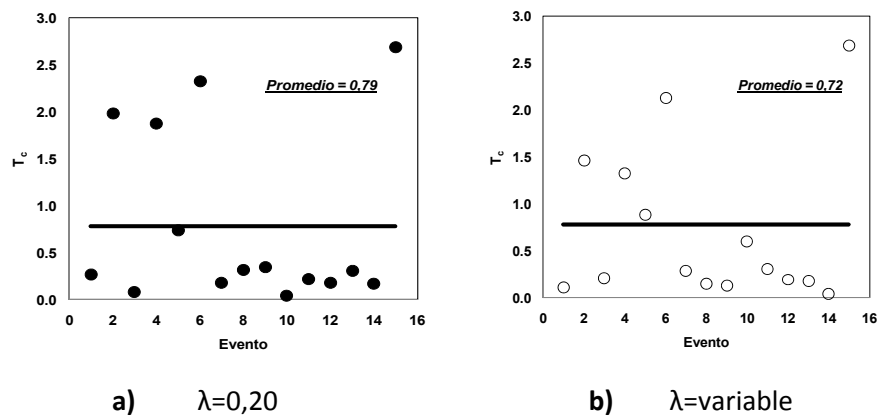 3.0
2.5
2.0
1.5
1.0
0.5
0.0
Tc
Promedio = 0,79
0 2 4 6 8 10 12 14 16
Evento
a) λ=0,20
3.0
2.5
2.0
1.5
1.0
0.5
0.0
Tc
Promedio = 0,72
0 2 4 6 8 10 12 14 16
Evento
b) λ=variable